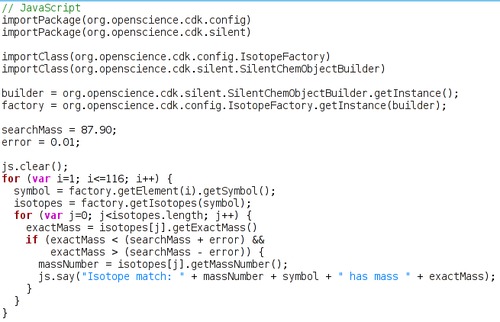 // JavaScript
importPackage(org.openscience.cdk.config)
importPackage(org.openscience.cdk.silent)

importClass(org.openscience.cdk.config.IsotopeFactory)
importClass(org.openscience.cdk.silent.SilentChemObjectBuilder)

builder = org.openscience.cdk.silent.SilentChemObjectBuilder.getInstance();
factory = org.openscience.cdk.config.IsotopeFactory.getInstance(builder);

searchMass = 87.90;
error = 0.01;

js.clear();
for (var i=1; i<=116; i++) {
  symbol = factory.getElement(i).getSymbol();
  isotopes = factory.getIsotopes(symbol);
  for (var j=0; j<isotopes.length; j++) {
    exactMass = isotopes[j].getExactMass()
    if (exactMass < (searchMass + error) &&
        exactMass > (searchMass - error)) {
      massNumber = isotopes[j].getMassNumber();
      js.say("Isotope match: " + massNumber + symbol + " has mass " + exactMass);
    }
  }
}